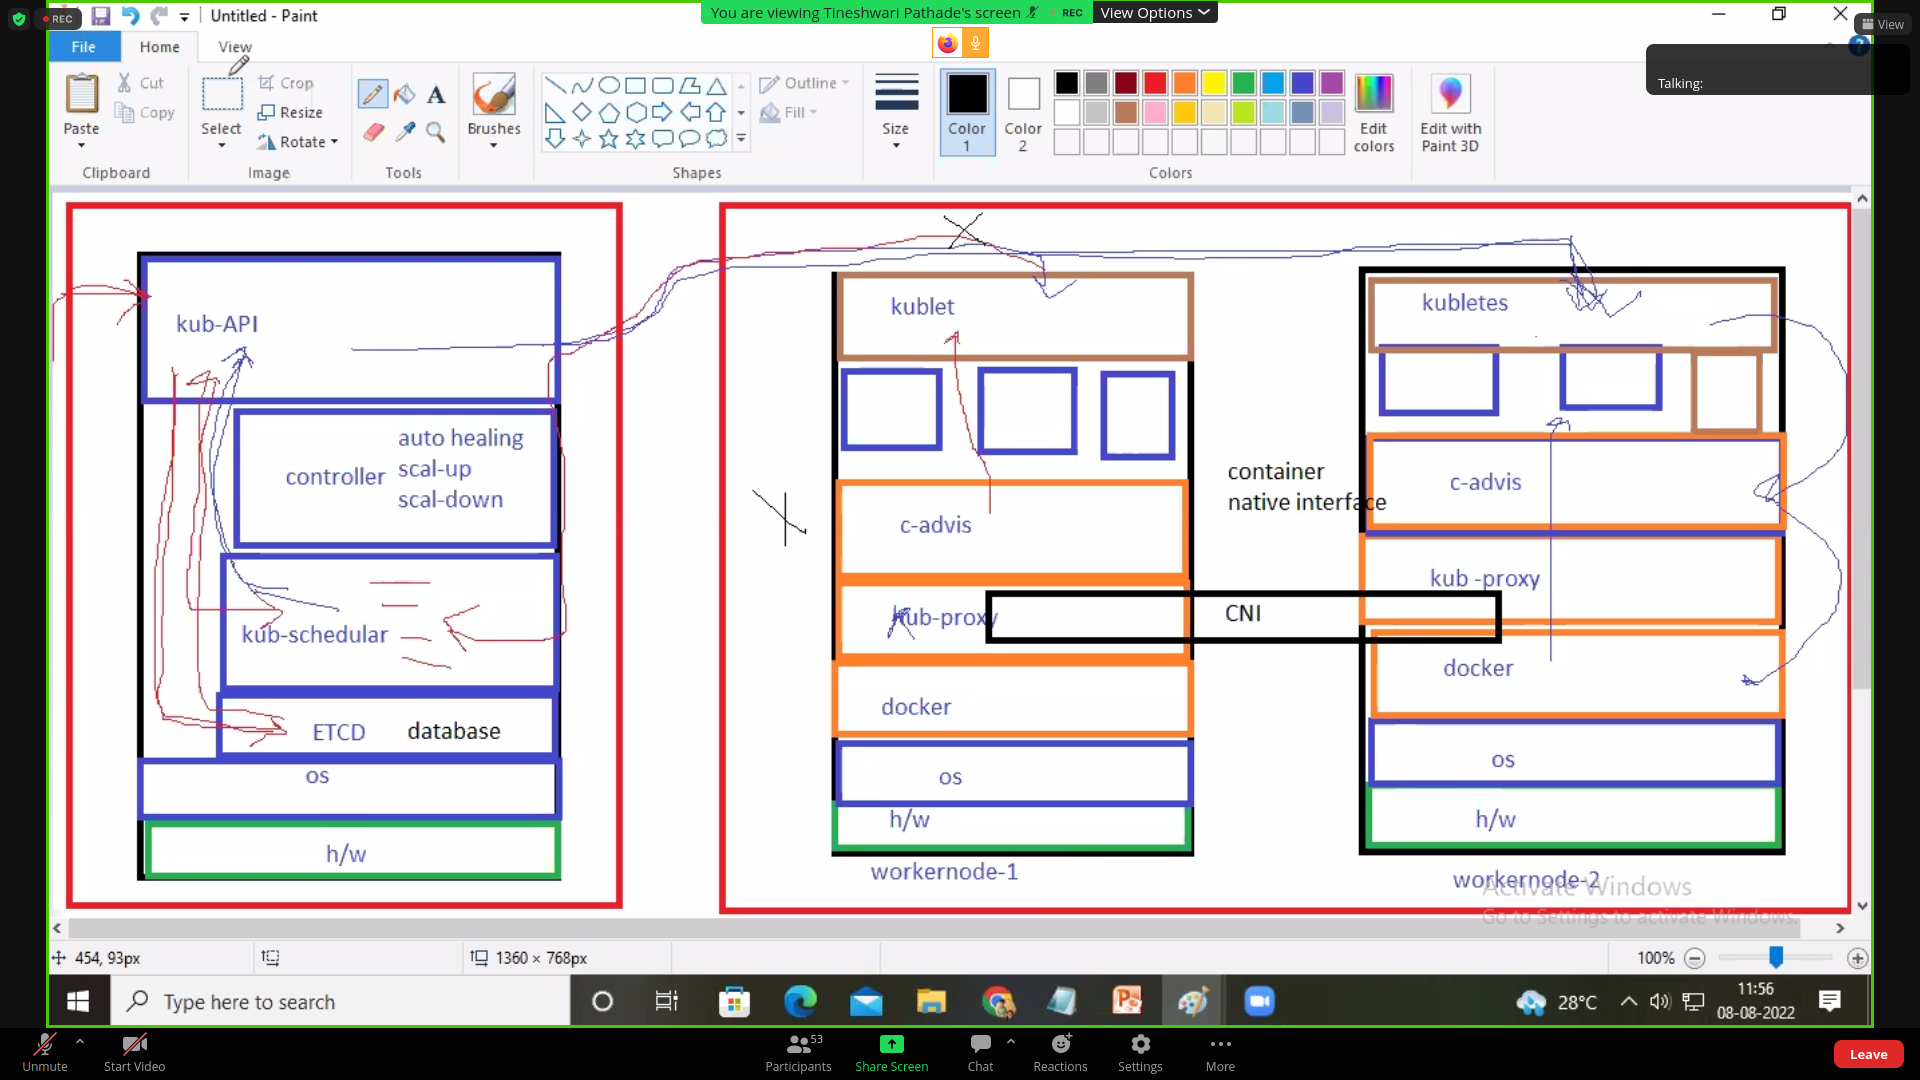 REC
Untitled - Paint
You are viewing Tineshwari Pathade's screen
REC
View Options
View
File
Home
View
Talking:
Paste
Cut
Copy
Clipboard
Select
Crop
Resize
Rotate
Image
Tools
Brushes
Outline
Fill
Shapes
Size
Color
1
Color
2
Edit
colors
Edit with
Paint 3D
Colors
kub-API
controller
auto healing
scal-up
scal-down
kub-schedular
ETCD
database
os
h/w
kublet
c-advis
kub-proxy
docker
os
h/w
workernode-1
container
native interface
CNI
kubletes
c-advis
kub -proxy
docker
os
h/w
workernode-2
Activate Windows
Go to Settings to activate Windows.
454, 93px
1360 × 768px
100%
Type here to search
28°C
11:56
08-08-2022
Unmute
Start Video
Participants
53
Share Screen
Chat
Reactions
Settings
More
Leave